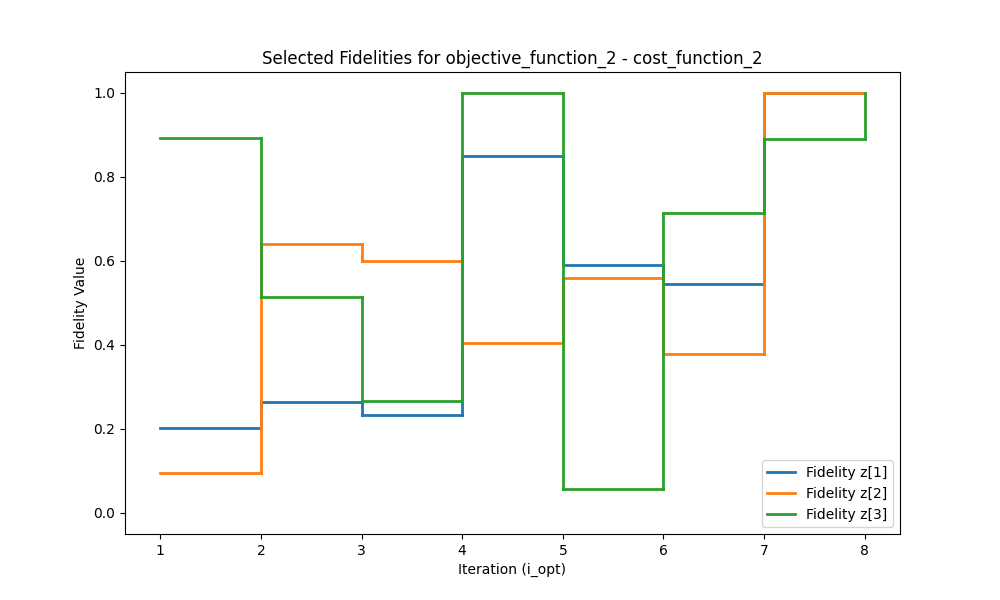 Selected Fidelities for objective_function_2 - cost_function_2
Fidelity Value
1.0
0.8
0.6
0.4
0.2
0.0
1 2 3 4 5 6 7 8
Iteration (i_opt)
Fidelity z[1]
Fidelity z[2]
Fidelity z[3]